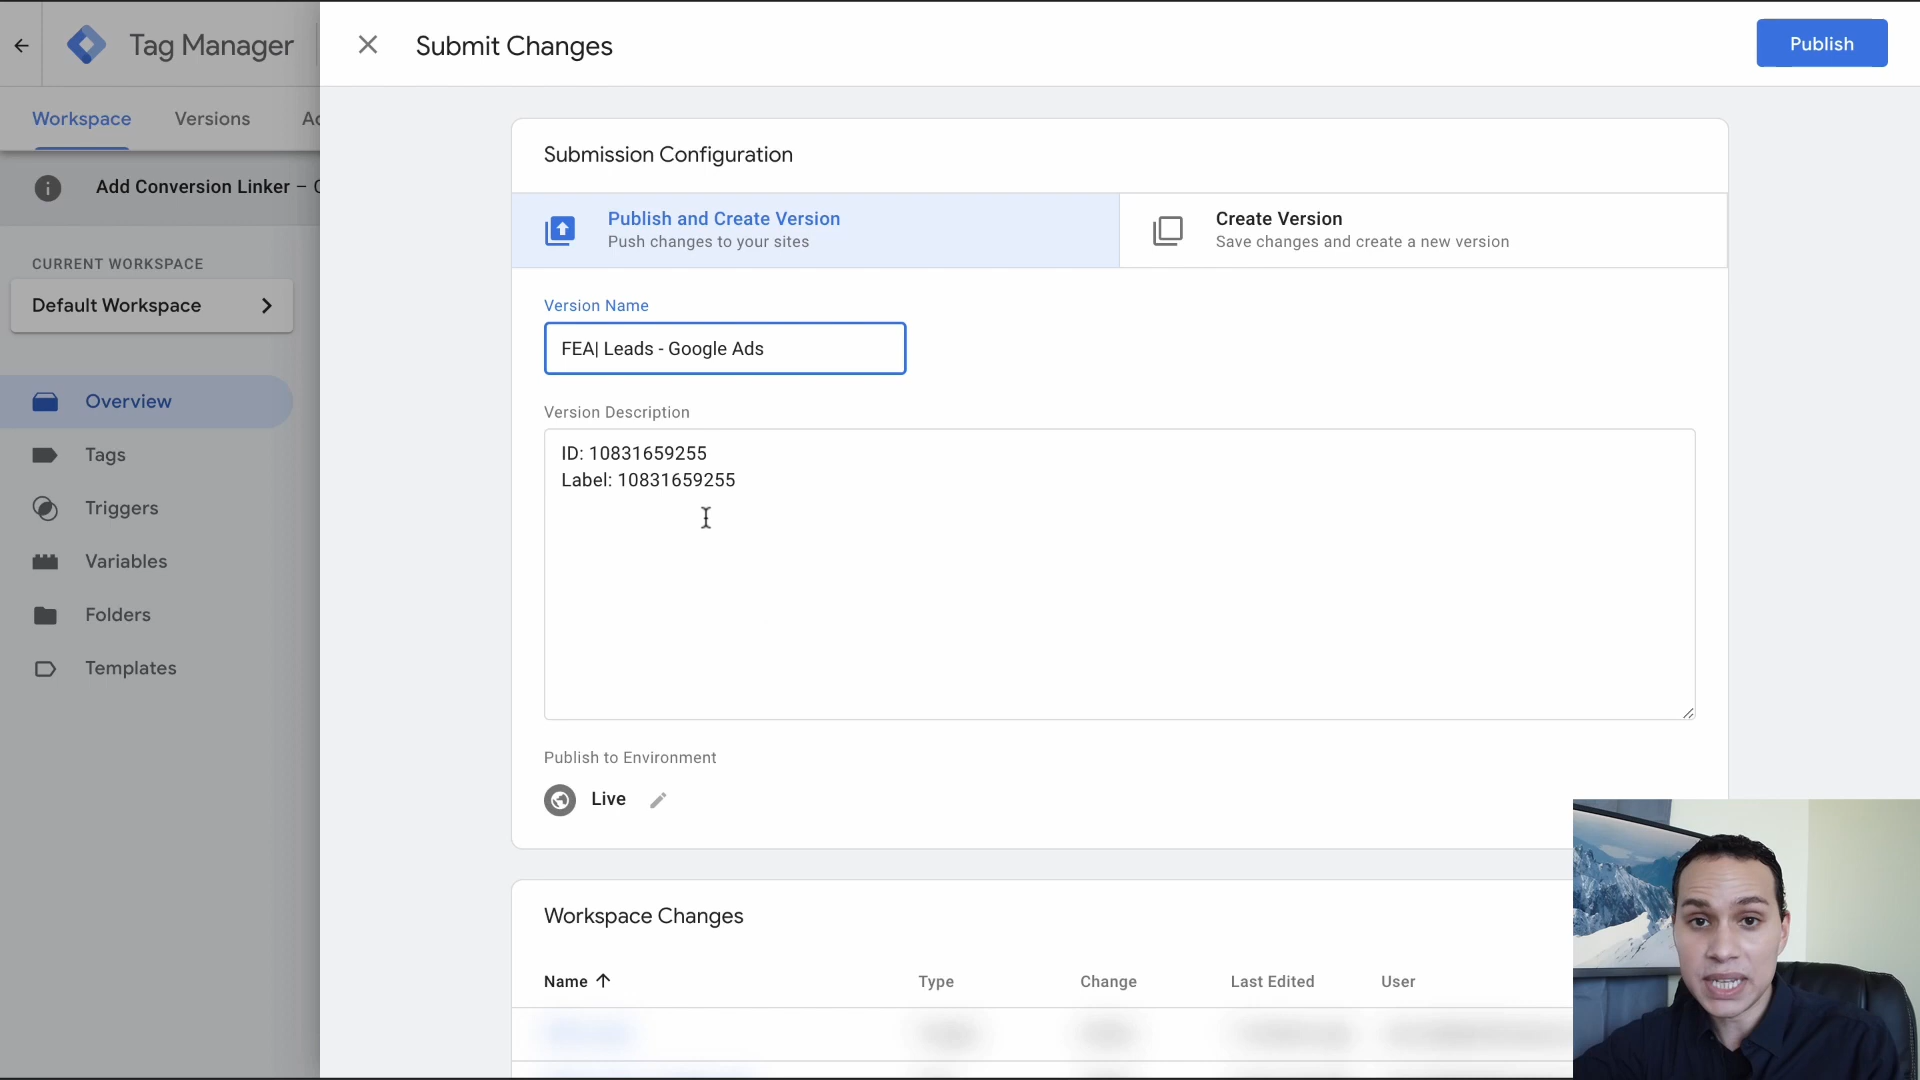 Tag Manager
Submit Changes
Publish
Workspace
Versions
Submission Configuration
Add Conversion Linker –
Publish and Create Version
Push changes to your sites
Create Version
Save changes and create a new version
CURRENT WORKSPACE
Default Workspace
Version Name
FEA| Leads - Google Ads
Overview
Tags
Triggers
Variables
Folders
Templates
Version Description
ID: 10831659255
Label: 10831659255
Publish to Environment
Live
Workspace Changes
Name
Type
Change
Last Edited
User